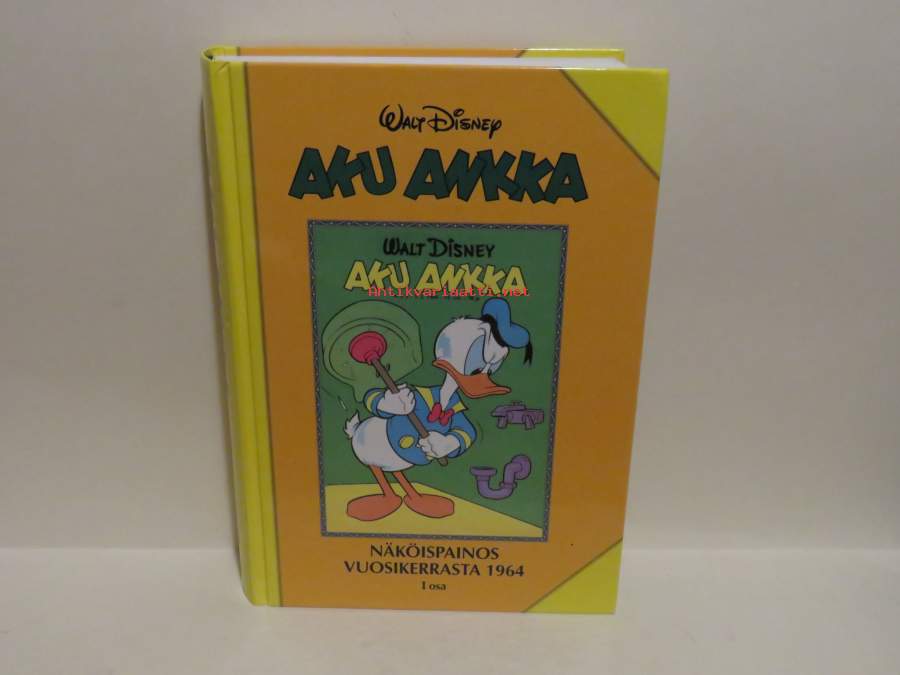 WALT DISNEY
AKU ANKKA
WALT DISNEY
AKU ANKKA
Antikvariaatti.net
NÄKÖISPAINOS
VUOSIKERRASTA 1964
I osa